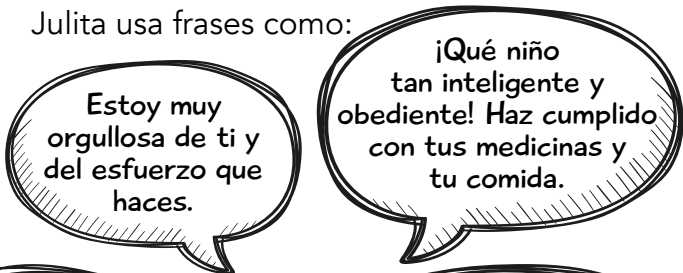 Julita usa frases como:
Estoy muy
orgullosa de ti y
del esfuerzo que
haces.
¡Qué niño
tan inteligente y
obediente! Haz cumplido
con tus medicinas y
tu comida.